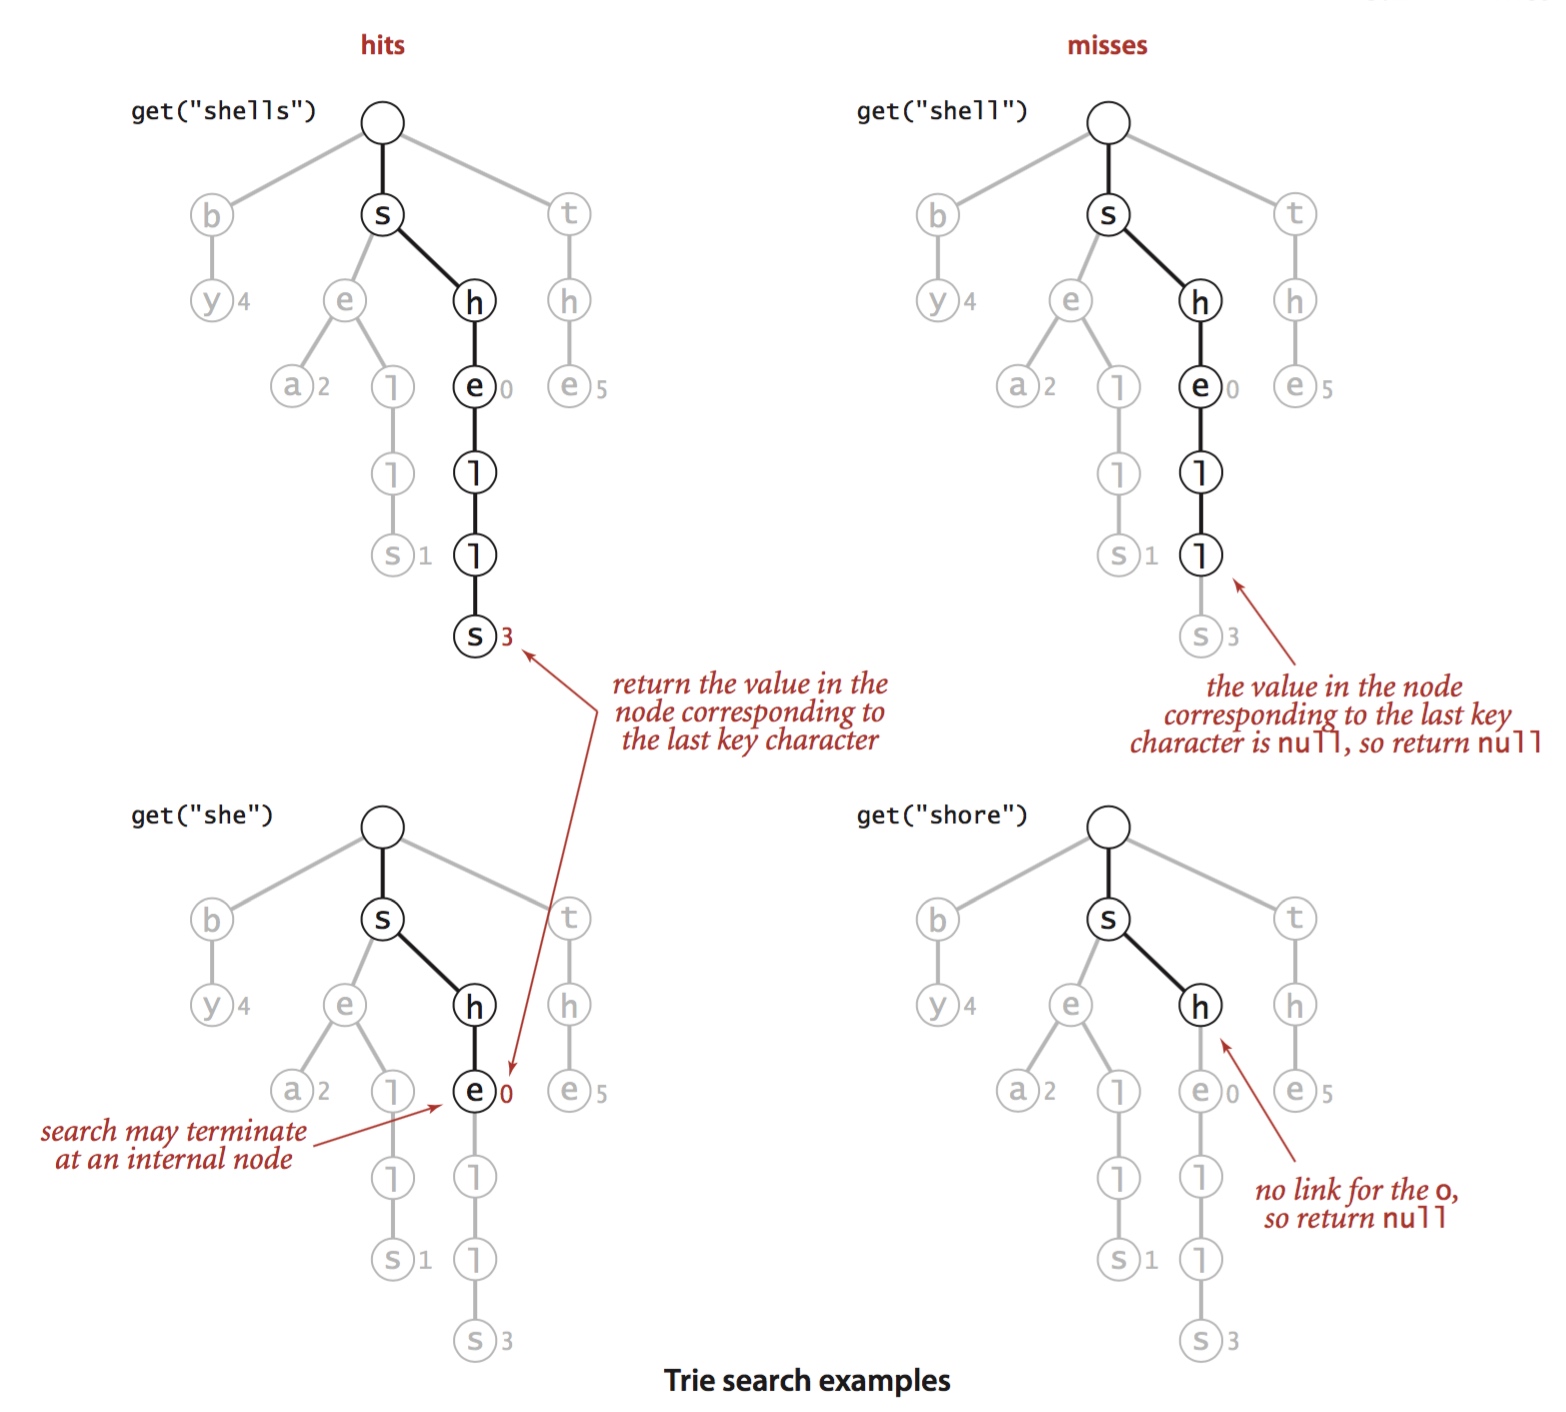 hits
misses
get("shells")
b
s
t
y 4
e
h
h
a 2
l
e 0
e 5
l
l
s 1
l
s 3
return the value in the
node corresponding to
the last key character
get("shell")
b
s
t
y 4
e
h
h
a 2
l
e 0
e 5
l
l
s 1
l
s 3
the value in the node
corresponding to the last key
character is null, so return null
get("she")
b
s
t
y 4
e
h
h
a 2
l
e 0
e 5
search may terminate
at an internal node
l
l
s 1
l
s 3
get("shore")
b
s
t
y 4
e
h
h
a 2
l
e 0
e 5
l
l
s 1
l
s 3
no link for the o,
so return null
Trie search examples